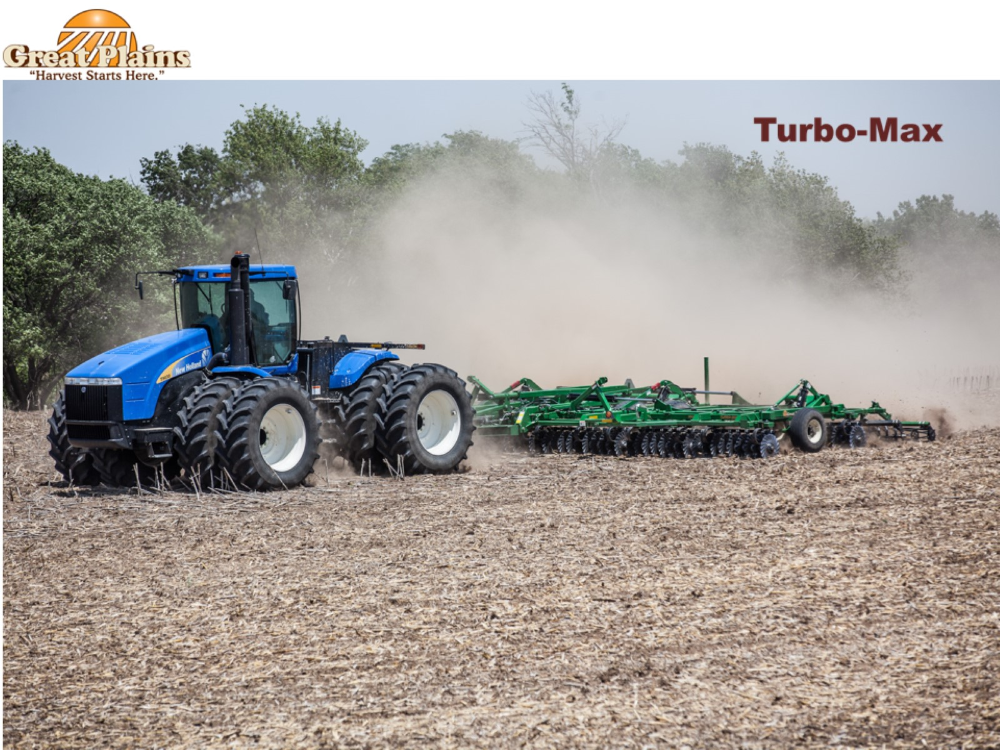 Great Plains
“Harvest Starts Here.”
Turbo-Max
New Holland